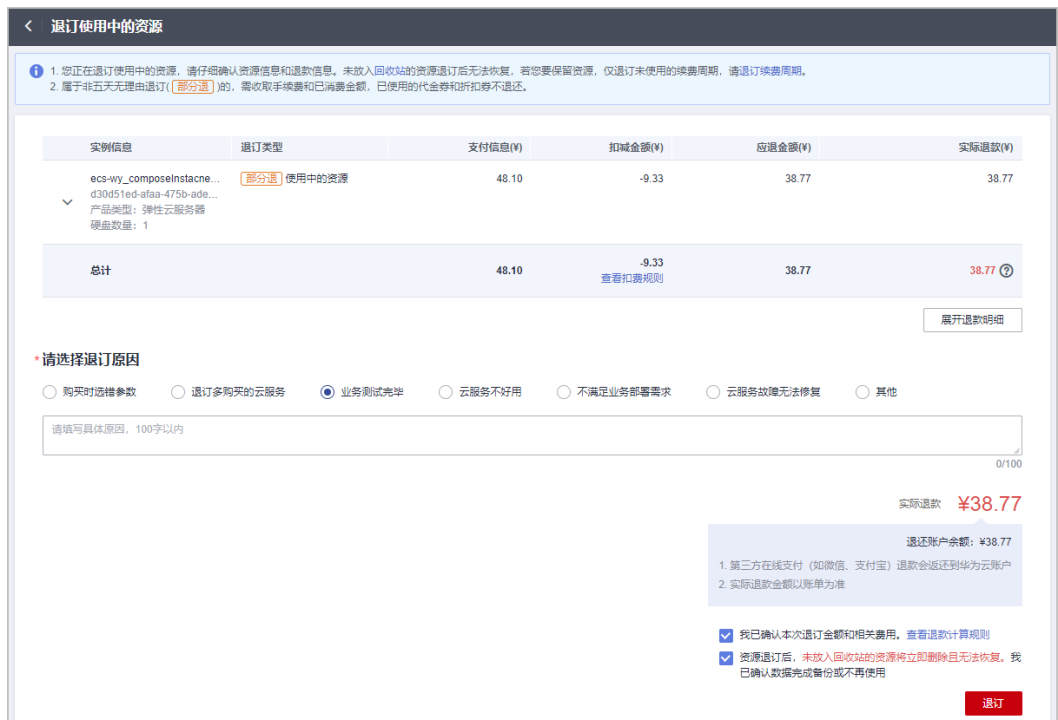 退订使用中的资源
1. 您正在退订使用中的资源，请仔细确认资源信息和退款信息。未放入回收站的资源退订后无法恢复，若您要保留资源，仅退订未使用的续费周期，请退订续费周期。
2. 属于非五天无理由退订( 部分退 )的，需收取手续费和已消费金额，已使用的代金券和折扣券不退还。
实例信息 退订类型 支付信息(¥) 扣减金额(¥) 应退金额(¥) 实际退款(¥)
ecs-wy_composeInstacne... 部分退 使用中的资源 48.10 -9.33 38.77 38.77
d30d51ed-afaa-475b-ade...
产品类型：弹性云服务器
硬盘数量：1
总计 48.10 -9.33 38.77 38.77
查看扣费规则
展开退款明细
*请选择退订原因
购买时选错参数 退订多购买的云服务 业务测试完毕 云服务不好用 不满足业务部署需求 云服务故障无法修复 其他
请填写具体原因，100字以内
0/100
实际退款 ¥38.77
退还账户余额：¥38.77
1. 第三方在线支付（如微信、支付宝）退款会返还到华为云账户
2. 实际退款金额以账单为准
我已确认本次退订金额和相关费用。查看退款计算规则
资源退订后，未放入回收站的资源将立即删除且无法恢复。我
已确认数据完成备份或不再使用
退订